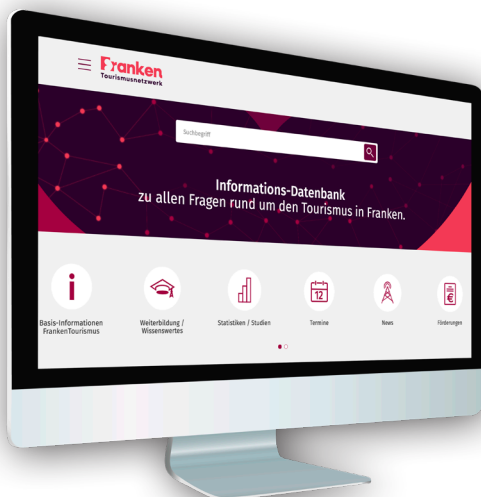 Franken
Tourismusnetzwerk
Suchbegriff
Informations-Datenbank
zu allen Fragen rund um den Tourismus in Franken.
12
€
Basis-Informationen
FrankenTourismus
Weiterbildung /
Wissenswertes
Statistiken / Studien
Termine
News
Förderungen